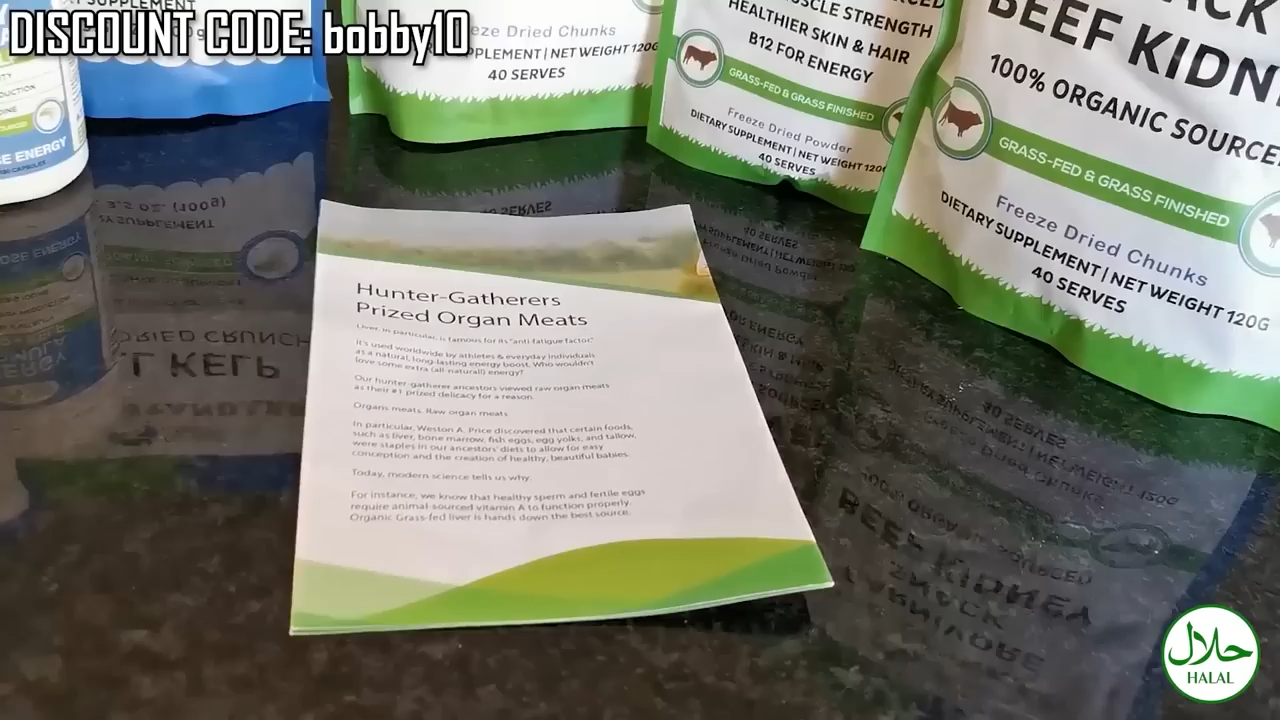 DISCOUNT CODE: bobby10
SUPPLEMENT
SE ENERGY
Freeze Dried Chunks
SUPPLEMENT | NET WEIGHT 120G
40 SERVES
MUSCLE STRENGTH
HEALTHIER SKIN & HAIR
B12 FOR ENERGY
GRASS-FED & GRASS FINISHED
Freeze Dried Powder
DIETARY SUPPLEMENT | NET WEIGHT 120G
40 SERVES
BEEF KIDN
100% ORGANIC SOURCE
GRASS-FED & GRASS FINISHED
Freeze Dried Chunks
DIETARY SUPPLEMENT | NET WEIGHT 120G
40 SERVES
Hunter-Gatherers
Prized Organ Meats
Liver, in particular, is famous for its "anti-fatigue factor"
It's used worldwide by athletes & everyday individuals
as a natural, long-lasting energy boost. Who wouldn't
love some extra (all-natural) energy?
Our hunter-gatherer ancestors viewed raw organ meats
as their #1 prized delicacy for a reason.
Organs meats. Raw organ meats
In particular, Weston A. Price discovered that certain foods,
such as liver, bone marrow, fish eggs, egg yolks, and tallow,
were staples in our ancestors' diets to allow for easy
conception and the creation of healthy, beautiful babies.
Today, modern science tells us why.
For instance, we know that healthy sperm and fertile eggs
require animal-sourced vitamin A to function properly.
Organic Grass-fed liver is hands down the best source.
حلال
HALAL